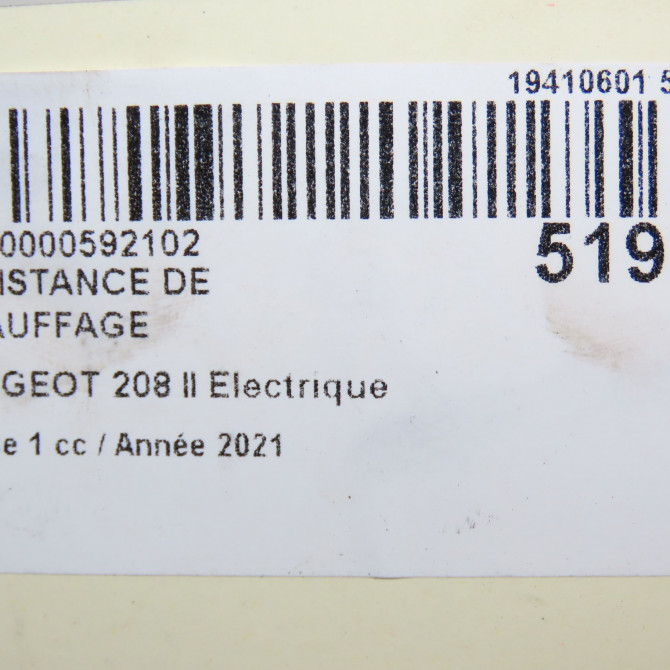 19410601 5
0000592102
519
ISTANCE DE
AUFFAGE
GEOT 208 II Electrique
e 1 cc / Année 2021